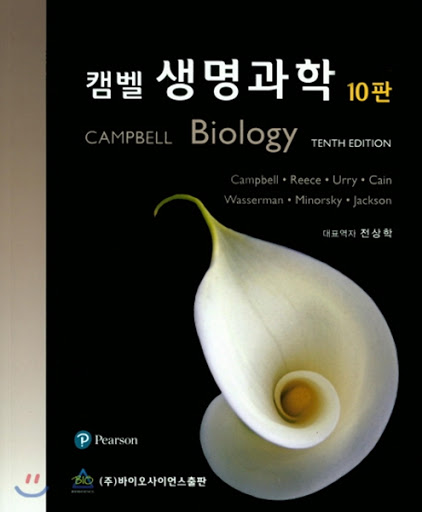 캠벨 생명과학 10판
CAMPBELL Biology TENTH EDITION
Campbell • Reece • Urry • Cain
Wasserman • Minorsky • Jackson
대표역자 전상학
Pearson
BIO
(주)바이오사이언스출판